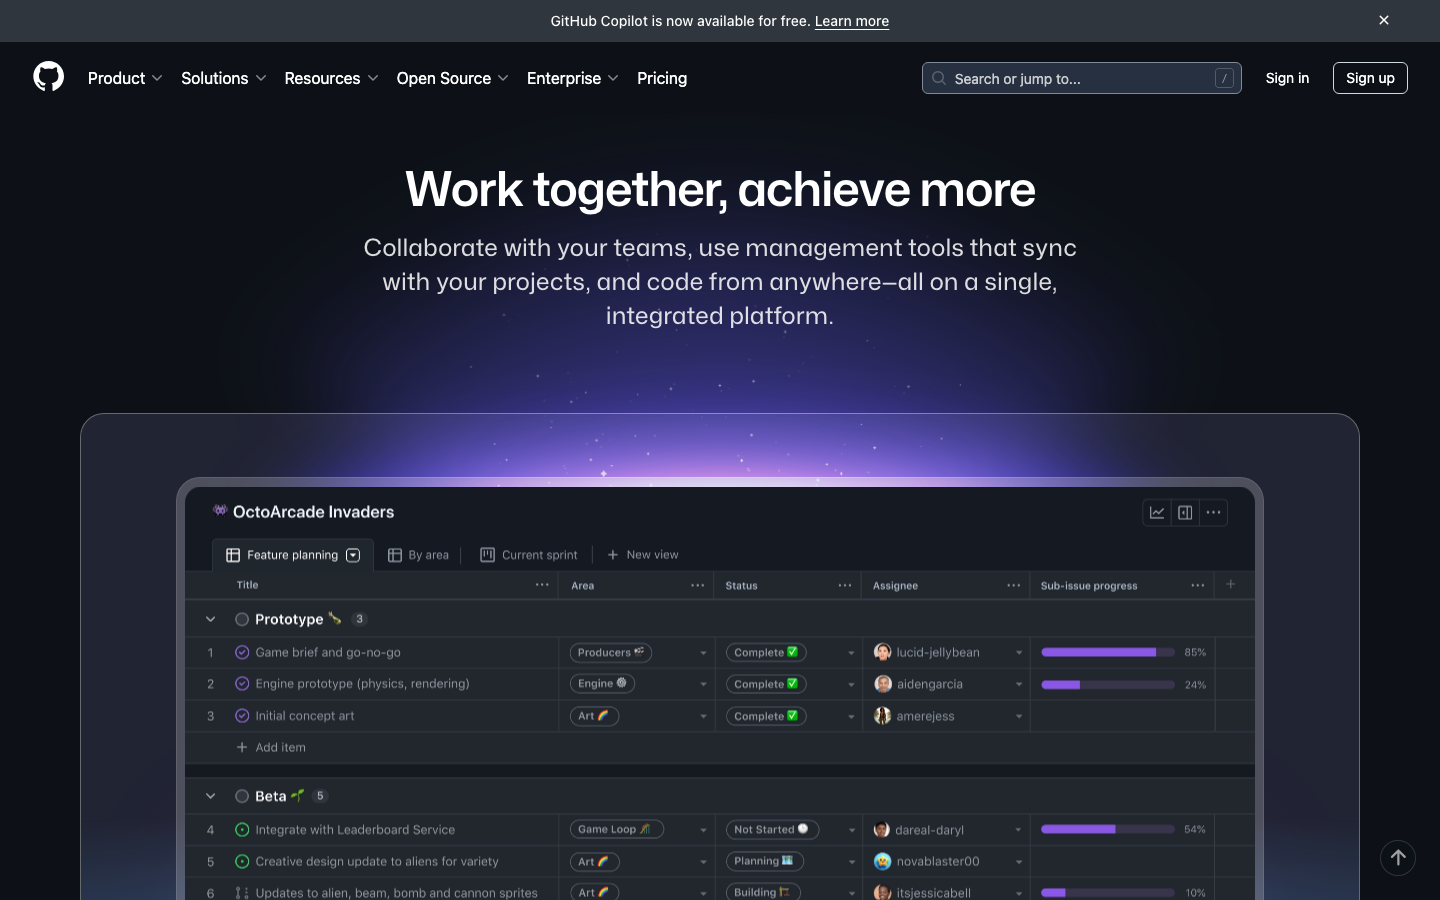 GitHub Copilot is now available for free. Learn more
Product Solutions Resources Open Source Enterprise Pricing Search or jump to... / Sign in Sign up
Work together, achieve more
Collaborate with your teams, use management tools that sync
with your projects, and code from anywhere—all on a single,
integrated platform.
OctoArcade Invaders
Feature planning By area Current sprint + New view
Title Area Status Assignee Sub-issue progress
Prototype 3
1 Game brief and go-no-go Producers Complete lucid-jellybean 85%
2 Engine prototype (physics, rendering) Engine Complete aidengarcia 24%
3 Initial concept art Art Complete amerejess
+ Add item
Beta 5
4 Integrate with Leaderboard Service Game Loop Not Started dareal-daryl 54%
5 Creative design update to aliens for variety Art Planning novablaster00
6 Updates to alien, beam, bomb and cannon sprites Art Building itsjessicabell 10%